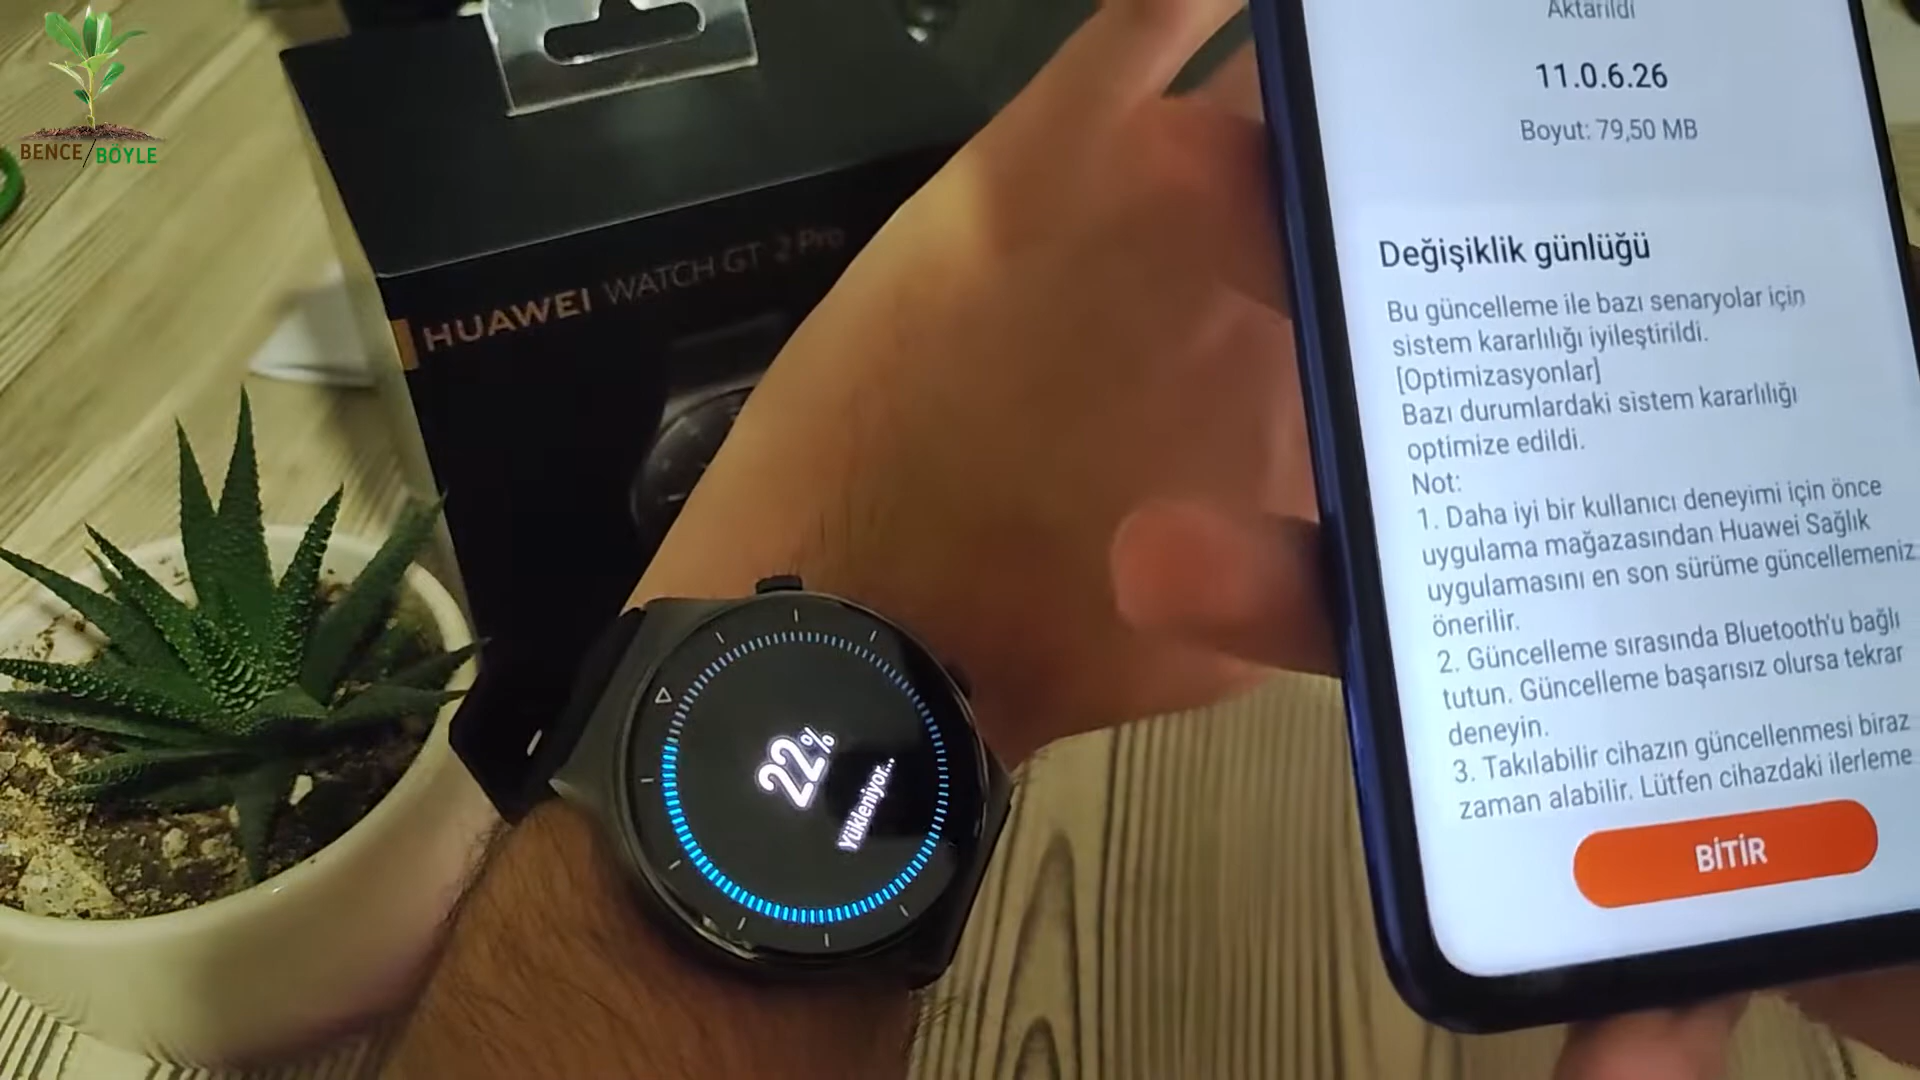 BENCE/BÖYLE
HUAWEI WATCH GT 2 Pro
22%
Yükleniyor...
Aktarıldı
11.0.6.26
Boyut: 79,50 MB
Değişiklik günlüğü
Bu güncelleme ile bazı senaryolar için
sistem kararlılığı iyileştirildi.
[Optimizasyonlar]
Bazı durumlardaki sistem kararlılığı
optimize edildi.
Not:
1. Daha iyi bir kullanıcı deneyimi için önce
uygulama mağazasından Huawei Sağlık
uygulamasını en son sürüme güncellemeniz
önerilir.
2. Güncelleme sırasında Bluetooth'u bağlı
tutun. Güncelleme başarısız olursa tekrar
deneyin.
3. Takılabilir cihazın güncellenmesi biraz
zaman alabilir. Lütfen cihazdaki ilerleme
BİTİR